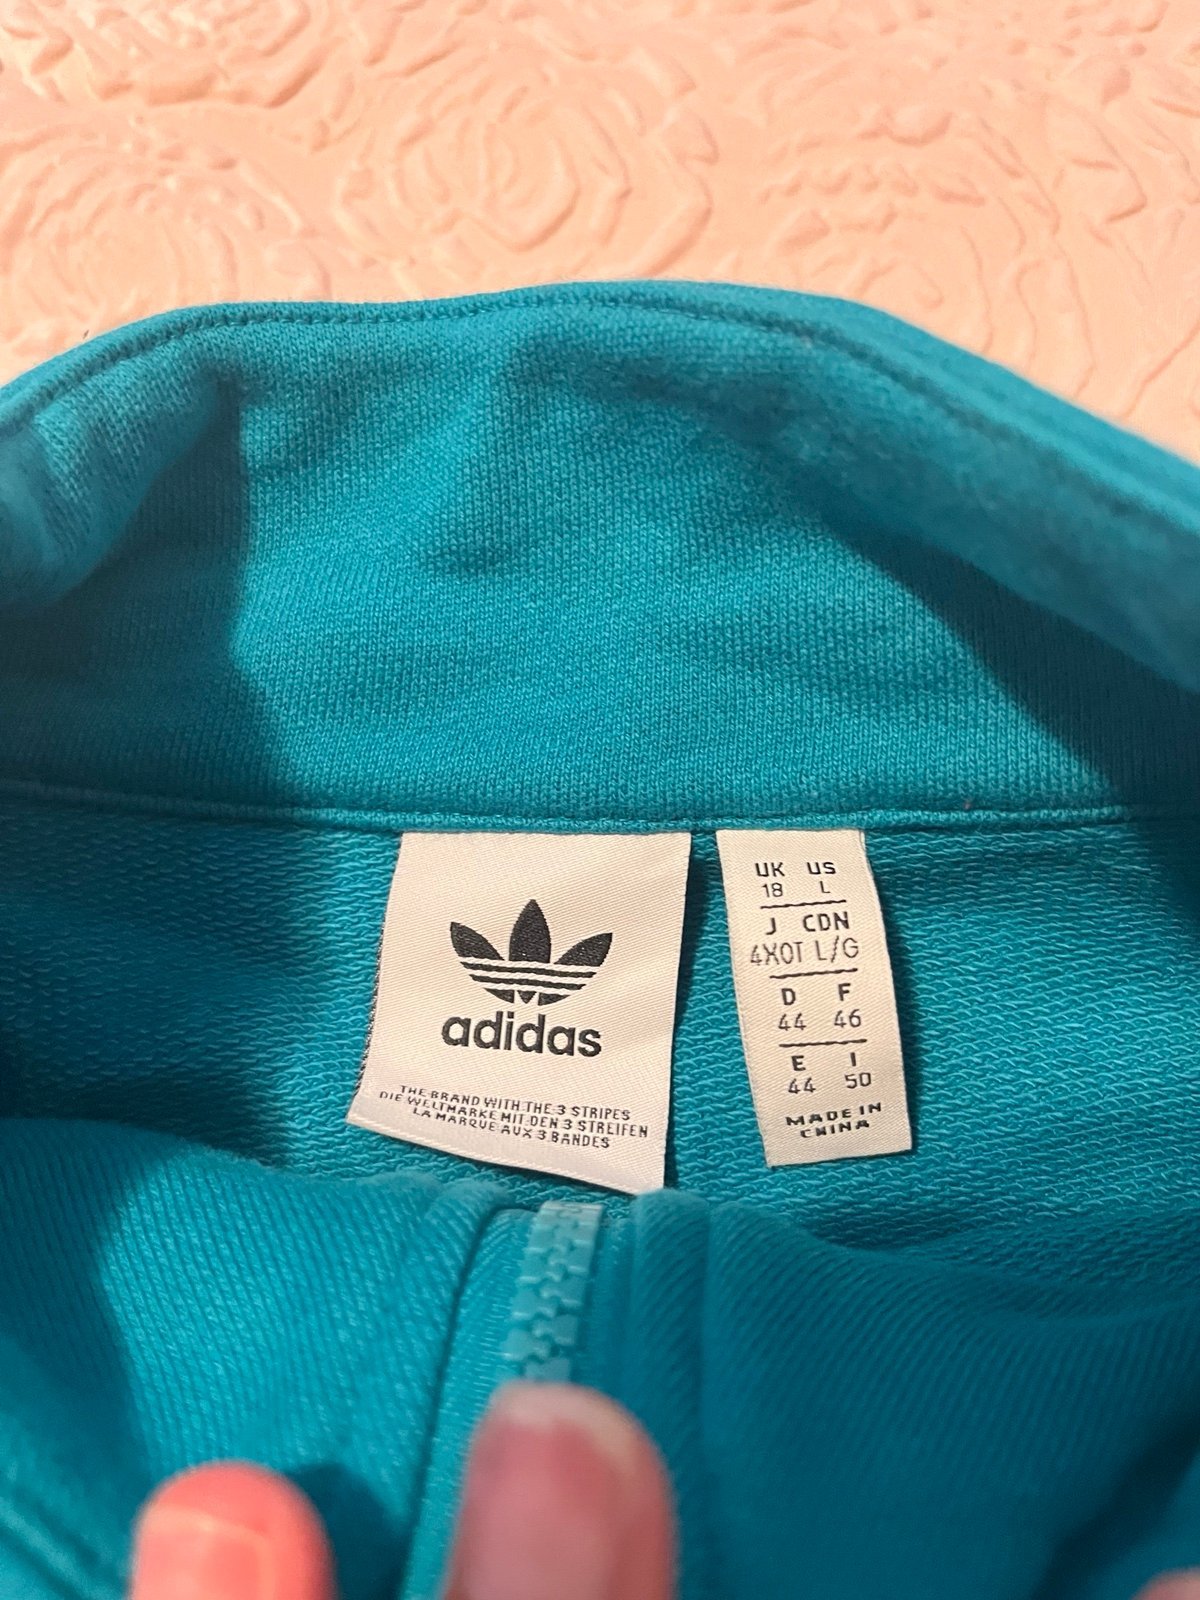 adidas
THE BRAND WITH THE 3 STRIPES
DIE WELTMARKE MIT DEN 3 STREIFEN
LA MARQUE AUX 3 BANDES
UK US
18 L
J CDN
4XOT L/G
D F
44 46
E I
44 50
MADE IN
CHINA